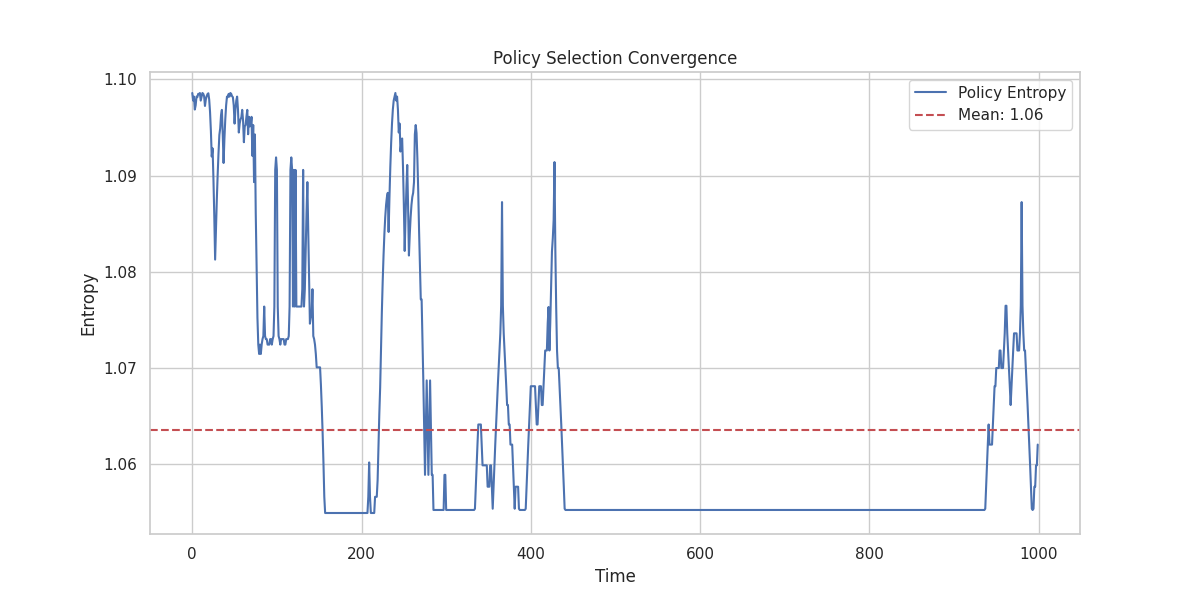 Policy Selection Convergence
Policy Entropy
Mean: 1.06
Entropy
1.10
1.09
1.08
1.07
1.06
0 200 400 600 800 1000
Time